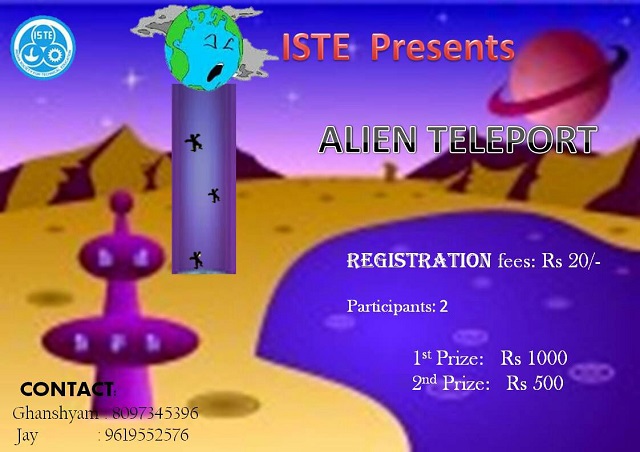 ISTE
ISTE Presents
ALIEN TELEPORT
REGISTRATION fees: Rs 20/-
Participants: 2
1st Prize: Rs 1000
2nd Prize: Rs 500
CONTACT:
Ghanshyam : 8097345396
Jay : 9619552576